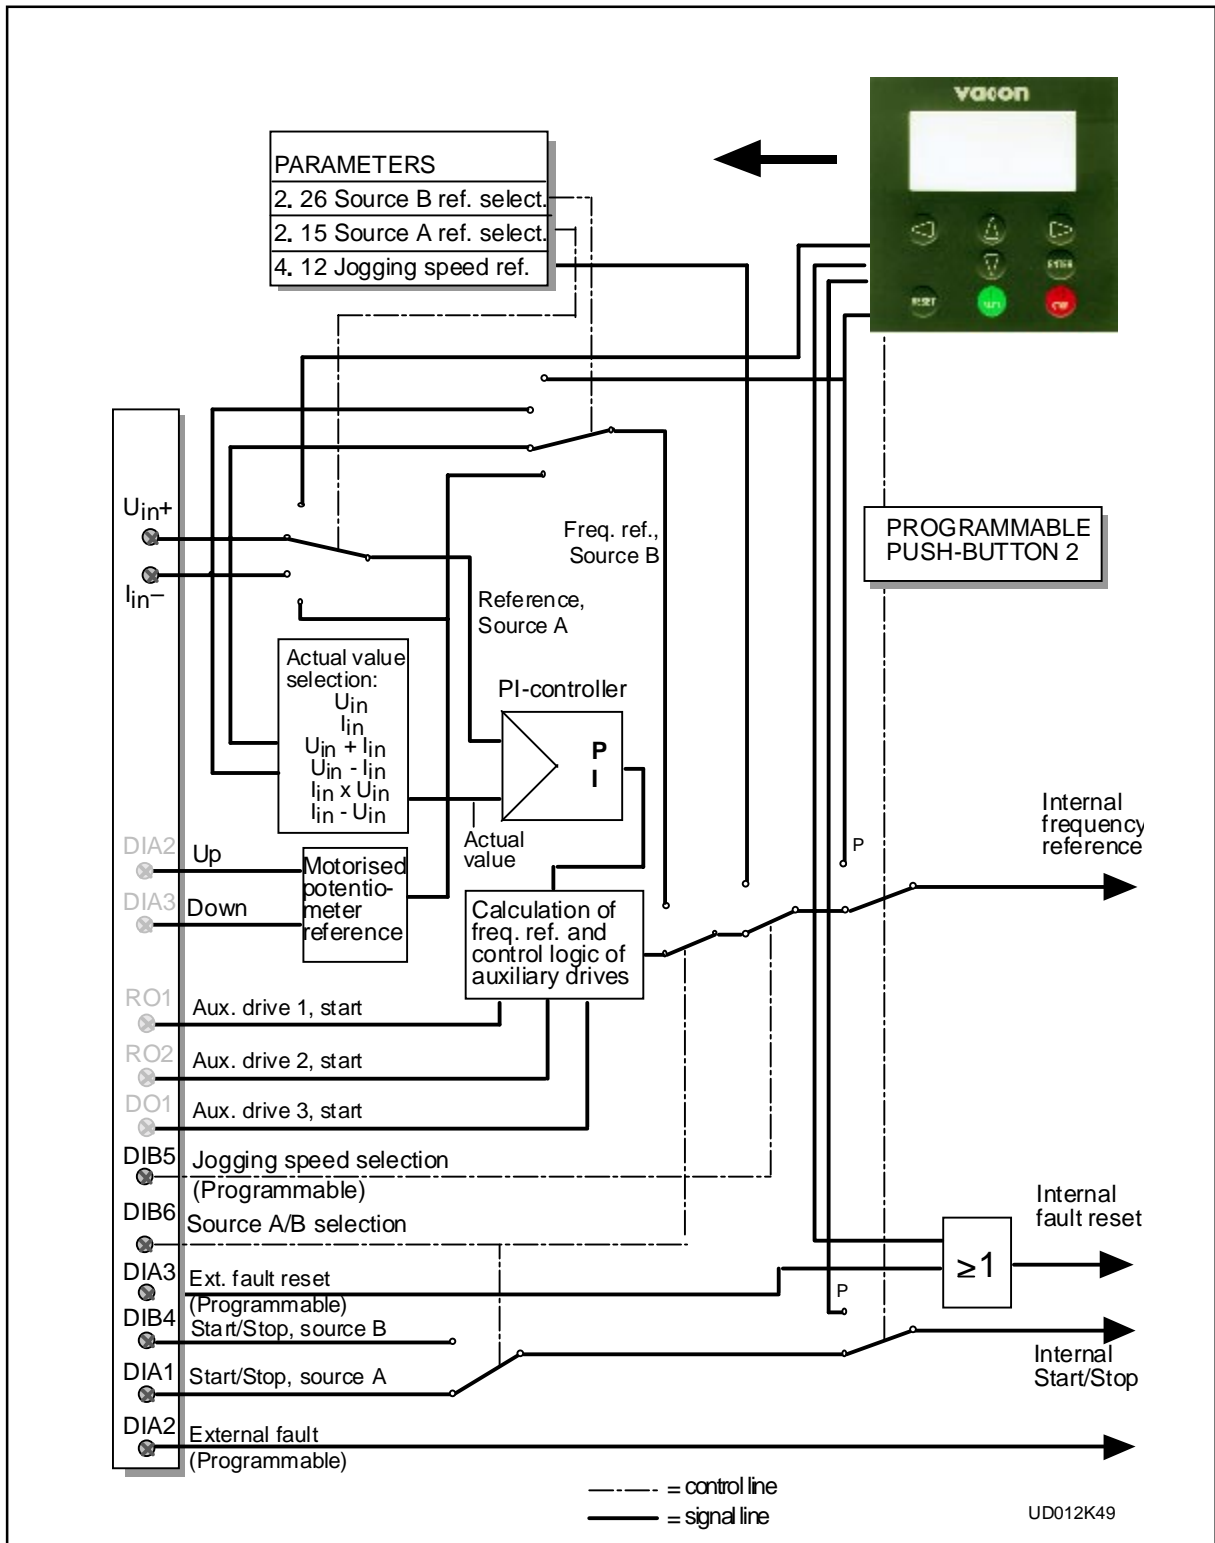 vacon
RESET
ENTER
PARAMETERS
2. 26 Source B ref. select.
2. 15 Source A ref. select.
4. 12 Jogging speed ref.
Uin+
Iin−
Freq. ref.,
Source B
PROGRAMMABLE
PUSH-BUTTON 2
Reference,
Source A
Actual value
selection:
Uin
Iin
Uin + Iin
Uin - Iin
Iin x Uin
Iin - Uin
PI-controller
P
I
Actual
value
Internal
frequency
reference
P
DIA2
Up
DIA3
Down
Motorised
potentio-
meter
reference
Calculation of
freq. ref. and
control logic of
auxiliary drives
RO1
Aux. drive 1, start
RO2
Aux. drive 2, start
DO1
Aux. drive 3, start
DIB5
Jogging speed selection
(Programmable)
DIB6
Source A/B selection
Internal
fault reset
≥1
DIA3
Ext. fault reset
(Programmable)
P
DIB4
Start/Stop, source B
DIA1
Start/Stop, source A
Internal
Start/Stop
DIA2
External fault
(Programmable)
= control line
= signal line
UD012K49